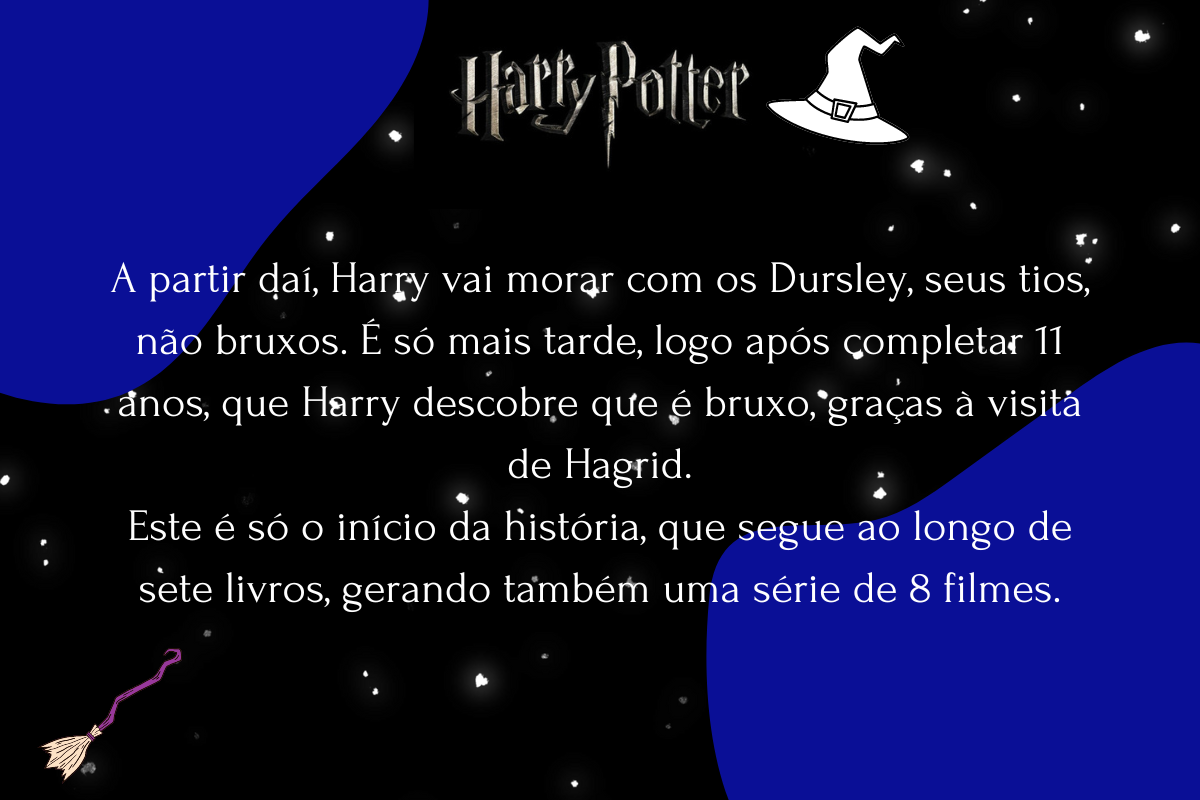 Harry Potter
A partir daí, Harry vai morar com os Dursley, seus tios,
não bruxos. É só mais tarde, logo após completar 11
anos, que Harry descobre que é bruxo, graças à visita
de Hagrid.
Este é só o início da história, que segue ao longo de
sete livros, gerando também uma série de 8 filmes.